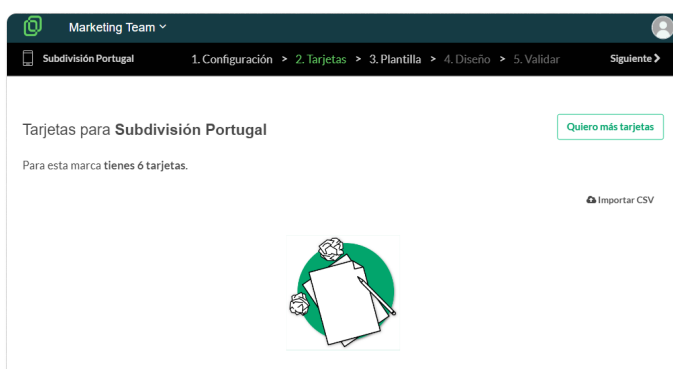 Marketing Team
Subdivisión Portugal 1. Configuración > 2. Tarjetas > 3. Plantilla > 4. Diseño > 5. Validar Siguiente >
Tarjetas para Subdivisión Portugal Quiero más tarjetas
Para esta marca tienes 6 tarjetas.
Importar CSV